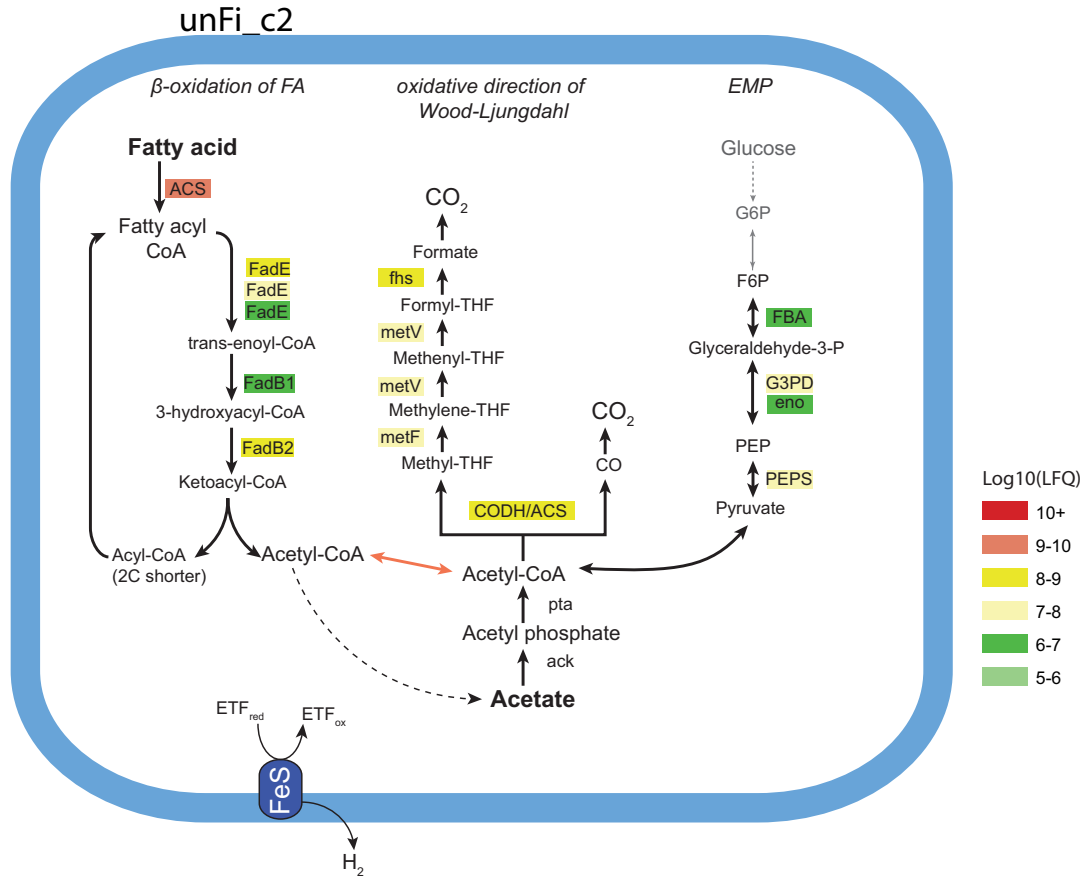 unFi_c2
β-oxidation of FA
oxidative direction of
Wood-Ljungdahl
EMP
Fatty acid
ACS
Fatty acyl
CoA
FadE
FadE
FadE
trans-enoyl-CoA
FadB1
3-hydroxyacyl-CoA
FadB2
Ketoacyl-CoA
Acyl-CoA
(2C shorter)
Acetyl-CoA
CO2
Formate
fhs
Formyl-THF
metV
Methenyl-THF
metV
Methylene-THF
metF
Methyl-THF
CO2
CO
CODH/ACS
Acetyl-CoA
pta
Acetyl phosphate
ack
Acetate
Glucose
G6P
F6P
FBA
Glyceraldehyde-3-P
G3PD
eno
PEP
PEPS
Pyruvate
ETFred
ETFox
FeS
H2
Log10(LFQ)
10+
9-10
8-9
7-8
6-7
5-6